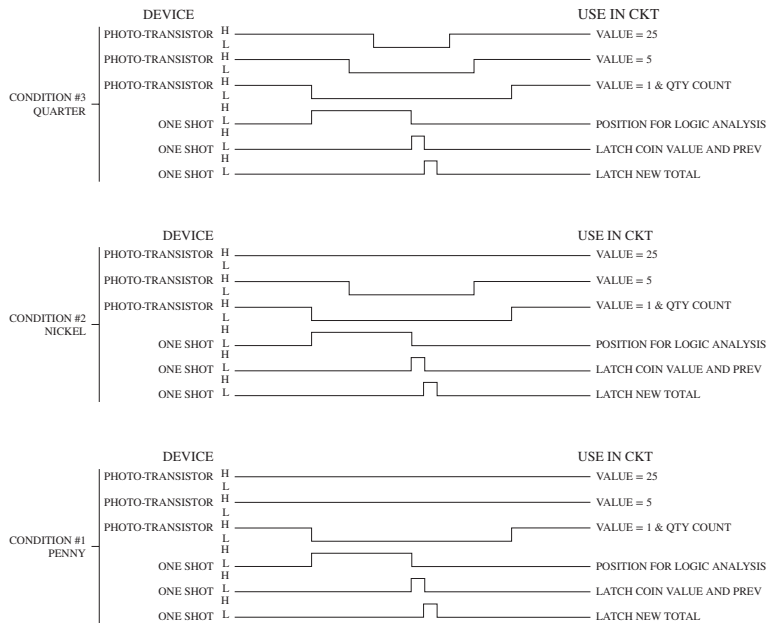 DEVICE USE IN CKT
PHOTO-TRANSISTOR H L VALUE = 25
PHOTO-TRANSISTOR H L VALUE = 5
PHOTO-TRANSISTOR H L VALUE = 1 & QTY COUNT
CONDITION #3
QUARTER
ONE SHOT H L POSITION FOR LOGIC ANALYSIS
ONE SHOT H L LATCH COIN VALUE AND PREV
ONE SHOT H L LATCH NEW TOTAL
DEVICE USE IN CKT
PHOTO-TRANSISTOR H L VALUE = 25
PHOTO-TRANSISTOR H L VALUE = 5
PHOTO-TRANSISTOR H L VALUE = 1 & QTY COUNT
CONDITION #2
NICKEL
ONE SHOT H L POSITION FOR LOGIC ANALYSIS
ONE SHOT H L LATCH COIN VALUE AND PREV
ONE SHOT H L LATCH NEW TOTAL
DEVICE USE IN CKT
PHOTO-TRANSISTOR H L VALUE = 25
PHOTO-TRANSISTOR H L VALUE = 5
PHOTO-TRANSISTOR H L VALUE = 1 & QTY COUNT
CONDITION #1
PENNY
ONE SHOT H L POSITION FOR LOGIC ANALYSIS
ONE SHOT H L LATCH COIN VALUE AND PREV
ONE SHOT H L LATCH NEW TOTAL